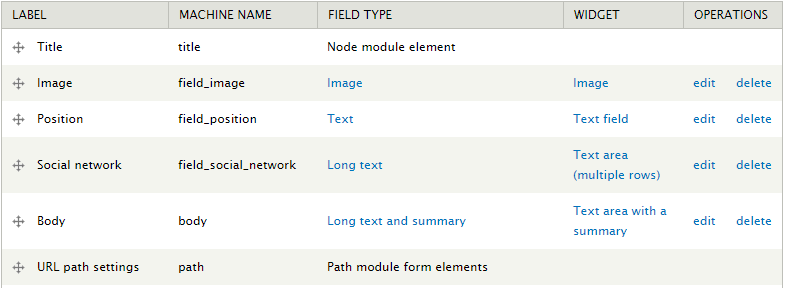 LABEL MACHINE NAME FIELD TYPE WIDGET OPERATIONS
Title title Node module element
Image field_image Image Image edit delete
Position field_position Text Text field edit delete
Social network field_social_network Long text Text area (multiple rows) edit delete
Body body Long text and summary Text area with a summary edit delete
URL path settings path Path module form elements